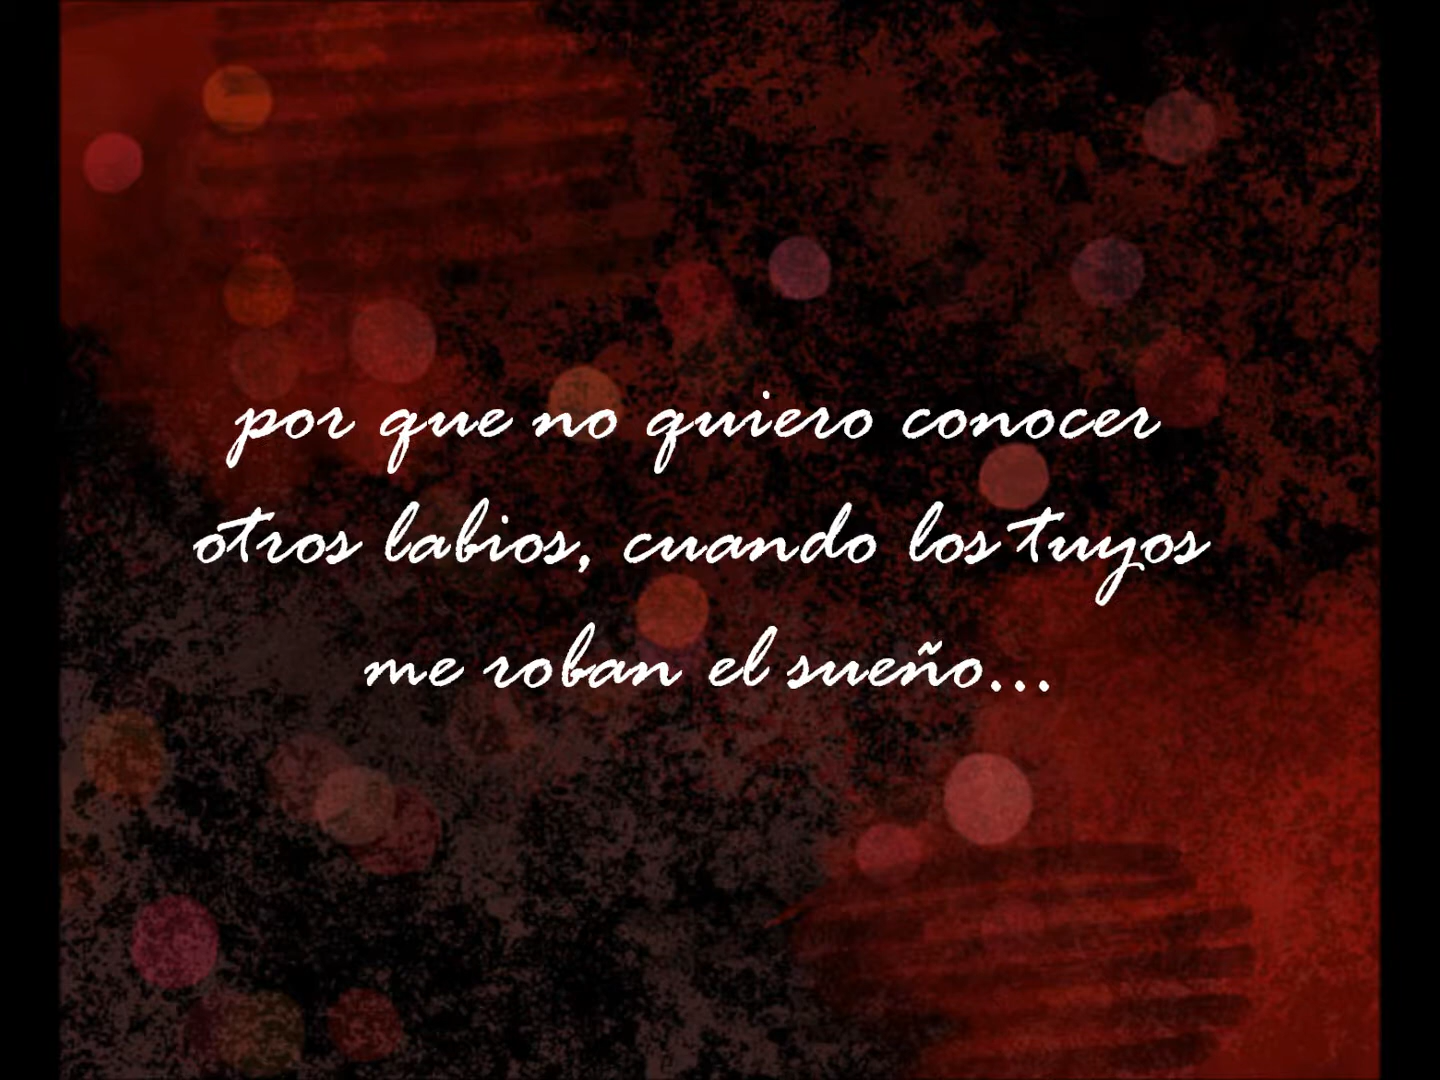 por que no quiero conocer
otros labios, cuando los tuyos
me roban el sueño...